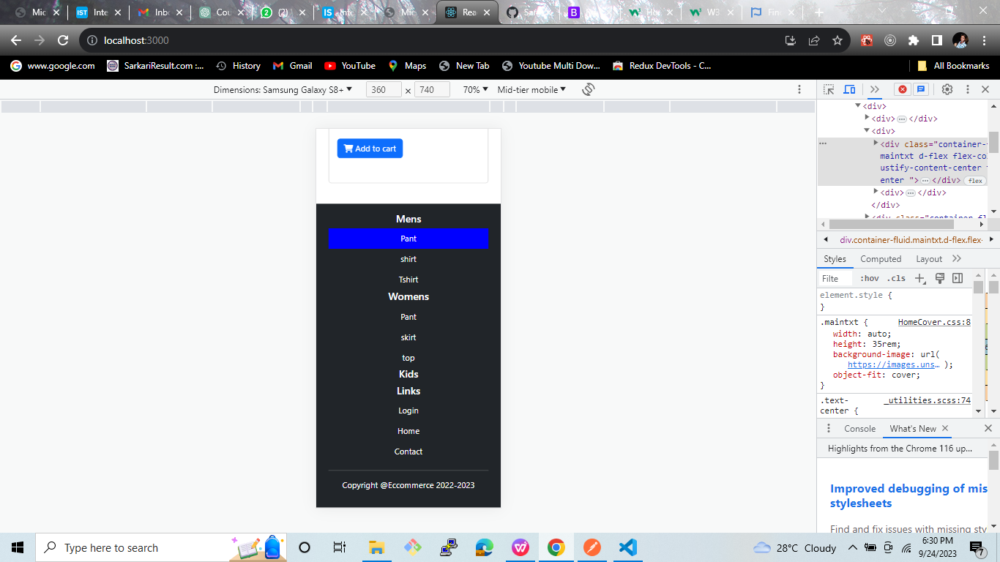 Mic
Inte
Inbo
Cou
(2)
Inte
Mic
Rea
San
Bu
Ho
W3
Fin
localhost:3000
www.google.com
SarkariResult.com :...
History
Gmail
YouTube
Maps
New Tab
Youtube Multi Dow...
Redux DevTools - C...
All Bookmarks
Dimensions: Samsung Galaxy S8+
360
x
740
70%
Mid-tier mobile
Add to cart
Mens
Pant
shirt
Tshirt
Womens
Pant
skirt
top
Kids
Links
Login
Home
Contact
Copyright @Eccommerce 2022-2023
<div>
<div> … </div>
<div>
<div class="container-
maintxt d-flex flex-co
ustify-content-center
enter "> … </div> flex
<div> … </div>
</div>
div.container-fluid.maintxt.d-flex.flex-
Styles
Computed
Layout
Filte
:hov
.cls
element.style {
}
.maintxt {
HomeCover.css:8
width: auto;
height: 35rem;
background-image: url(
https://images.uns… );
object-fit: cover;
}
.text-
_utilities.scss:74
center {
Console
What's New
Highlights from the Chrome 116 up...
Improved debugging of mis
stylesheets
Find and fix issues with missing sty
Type here to search
28°C Cloudy
6:30 PM
9/24/2023
7